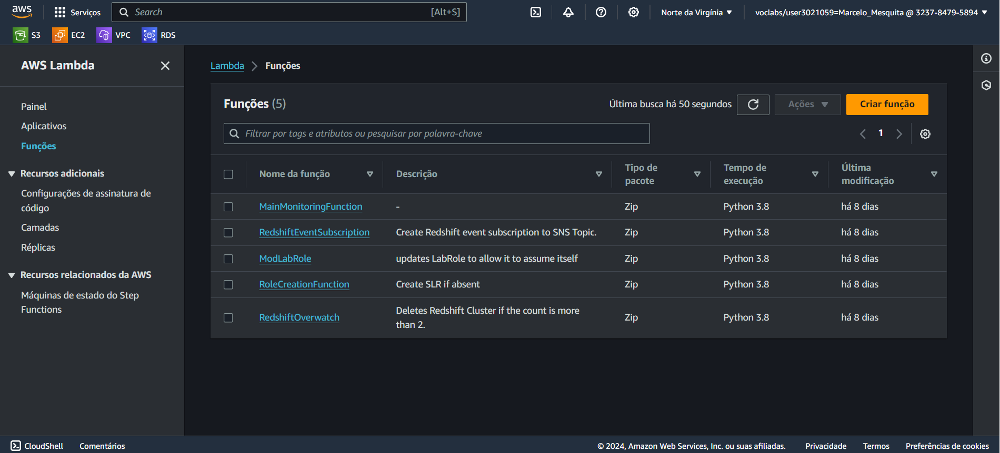 aws
Serviços
Search
[Alt+S]
Norte da Virgínia
voclabs/user3021059=Marcelo_Mesquita @ 3237-8479-5894
S3
EC2
VPC
RDS
AWS Lambda
Painel
Aplicativos
Funções
Recursos adicionais
Configurações de assinatura de
código
Camadas
Réplicas
Recursos relacionados da AWS
Máquinas de estado do Step
Functions
Lambda
Funções
Funções (5)
Última busca há 50 segundos
Ações
Criar função
Filtrar por tags e atributos ou pesquisar por palavra-chave
1
Nome da função
Descrição
Tipo de
pacote
Tempo de
execução
Última
modificação
MainMonitoringFunction
-
Zip
Python 3.8
há 8 dias
RedshiftEventSubscription
Create Redshift event subscription to SNS Topic.
Zip
Python 3.8
há 8 dias
ModLabRole
updates LabRole to allow it to assume itself
Zip
Python 3.8
há 8 dias
RoleCreationFunction
Create SLR if absent
Zip
Python 3.8
há 8 dias
RedshiftOverwatch
Deletes Redshift Cluster if the count is more
than 2.
Zip
Python 3.8
há 8 dias
CloudShell
Comentários
© 2024, Amazon Web Services, Inc. ou suas afiliadas.
Privacidade
Termos
Preferências de cookies